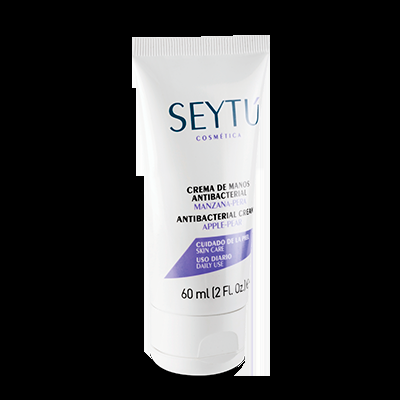 SEYTÚ
COSMÉTICA
CREMA DE MANOS
ANTIBACTERIAL
MANZANA-PERA
ANTIBACTERIAL CREAM
APPLE-PEAR
CUIDADO DE LA PIEL
SKIN CARE
USO DIARIO
DAILY USE
60 ml (2 FL. Oz.) e